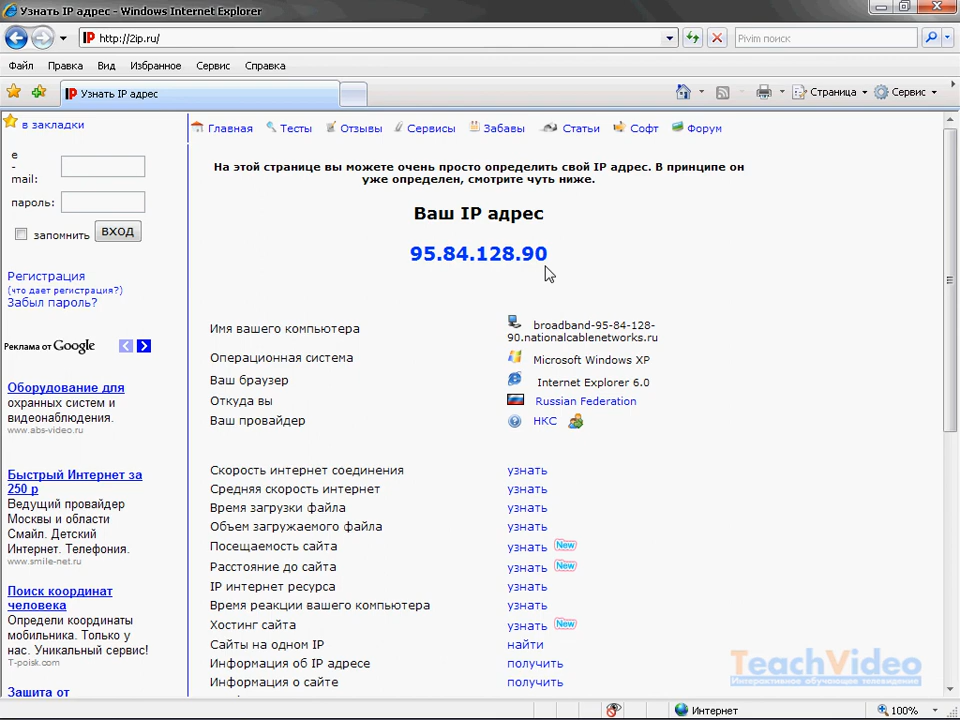 Узнать IP адрес - Windows Internet Explorer
http://2ip.ru/
Pivim поиск
Файл Правка Вид Избранное Сервис Справка
Узнать IP адрес
Страница Сервис
в закладки
Главная Тесты Отзывы Сервисы Забавы Статьи Софт Форум
e
-
mail:
пароль:
запомнить ВХОД
Регистрация
(что дает регистрация?)
Забыл пароль?
Реклама от Google
Оборудование для
охранных систем и
видеонаблюдения.
www.abs-video.ru
Быстрый Интернет за
250 р
Ведущий провайдер
Москвы и области
Смайл. Детский
Интернет. Телефония.
www.smile-net.ru
Поиск координат
человека
Определи координаты
мобильника. Только у
нас. Уникальный сервис!
T-poisk.com
Защита от
На этой странице вы можете очень просто определить свой IP адрес. В принципе он
уже определен, смотрите чуть ниже.
Ваш IP адрес
95.84.128.90
Имя вашего компьютера broadband-95-84-128-
90.nationalcablenetworks.ru
Операционная система Microsoft Windows XP
Ваш браузер Internet Explorer 6.0
Откуда вы Russian Federation
Ваш провайдер НКС
Скорость интернет соединения узнать
Средняя скорость интернет узнать
Время загрузки файла узнать
Объем загружаемого файла узнать
Посещаемость сайта узнать New
Расстояние до сайта узнать New
IP интернет ресурса узнать
Время реакции вашего компьютера узнать
Хостинг сайта узнать New
Сайты на одном IP найти
Информация об IP адресе получить
Информация о сайте получить
TeachVideo
Интерактивное обучающее телевидение
Интернет 100%